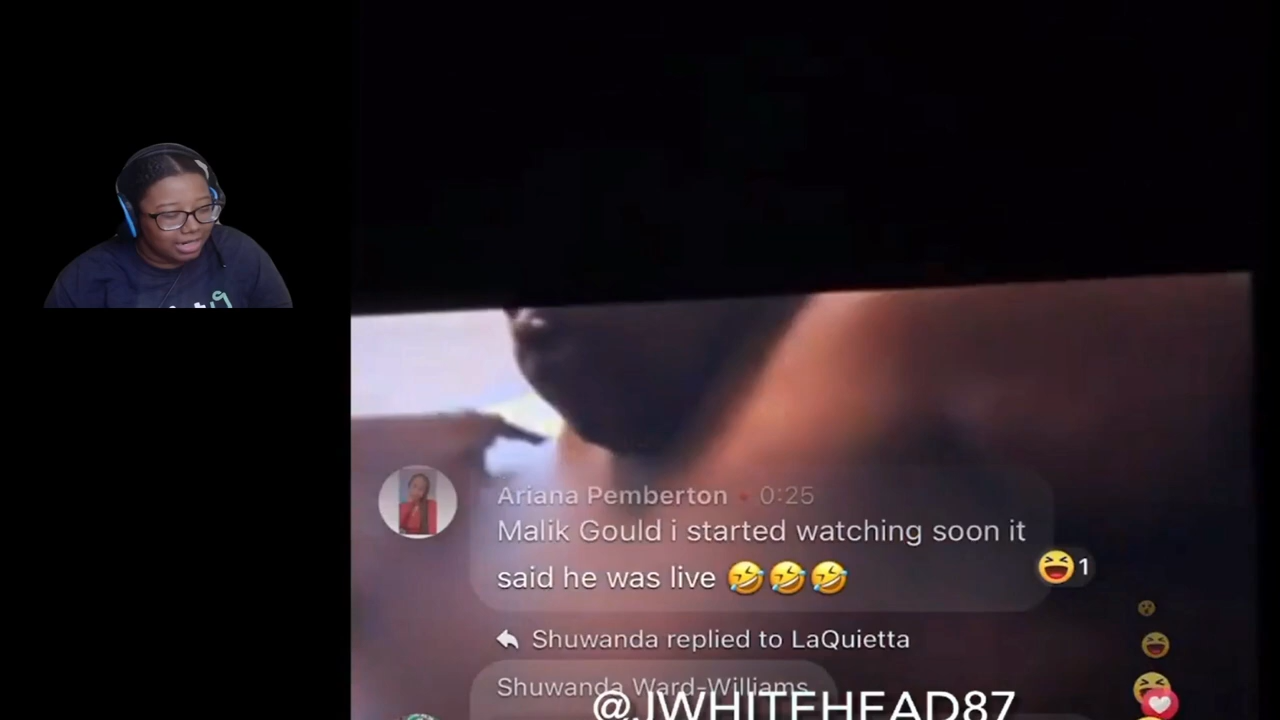 Ariana Pemberton • 0:25
Malik Gould i started watching soon it
said he was live 🤣🤣🤣
1
Shuwanda replied to LaQuietta
Shuwanda Ward-Williams
@JWHITEHEAD87